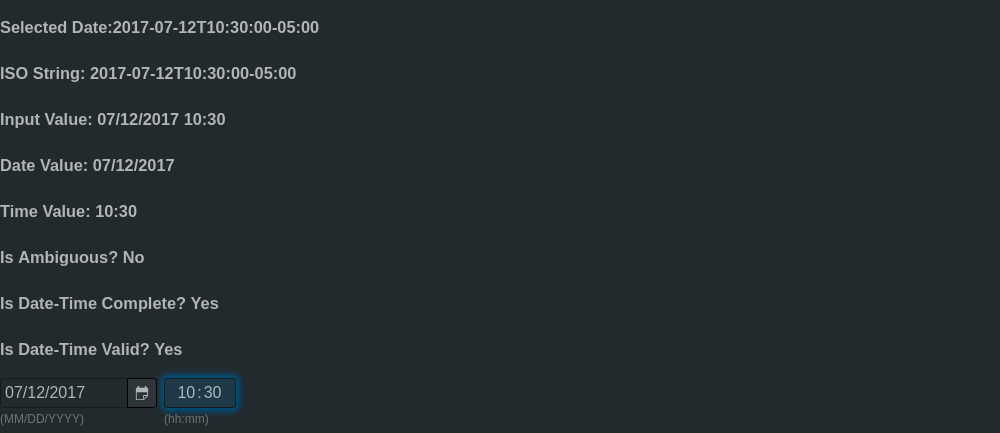 Selected Date:2017-07-12T10:30:00-05:00
ISO String: 2017-07-12T10:30:00-05:00
Input Value: 07/12/2017 10:30
Date Value: 07/12/2017
Time Value: 10:30
Is Ambiguous? No
Is Date-Time Complete? Yes
Is Date-Time Valid? Yes
07/12/2017 10:30
(MM/DD/YYYY) (hh:mm)